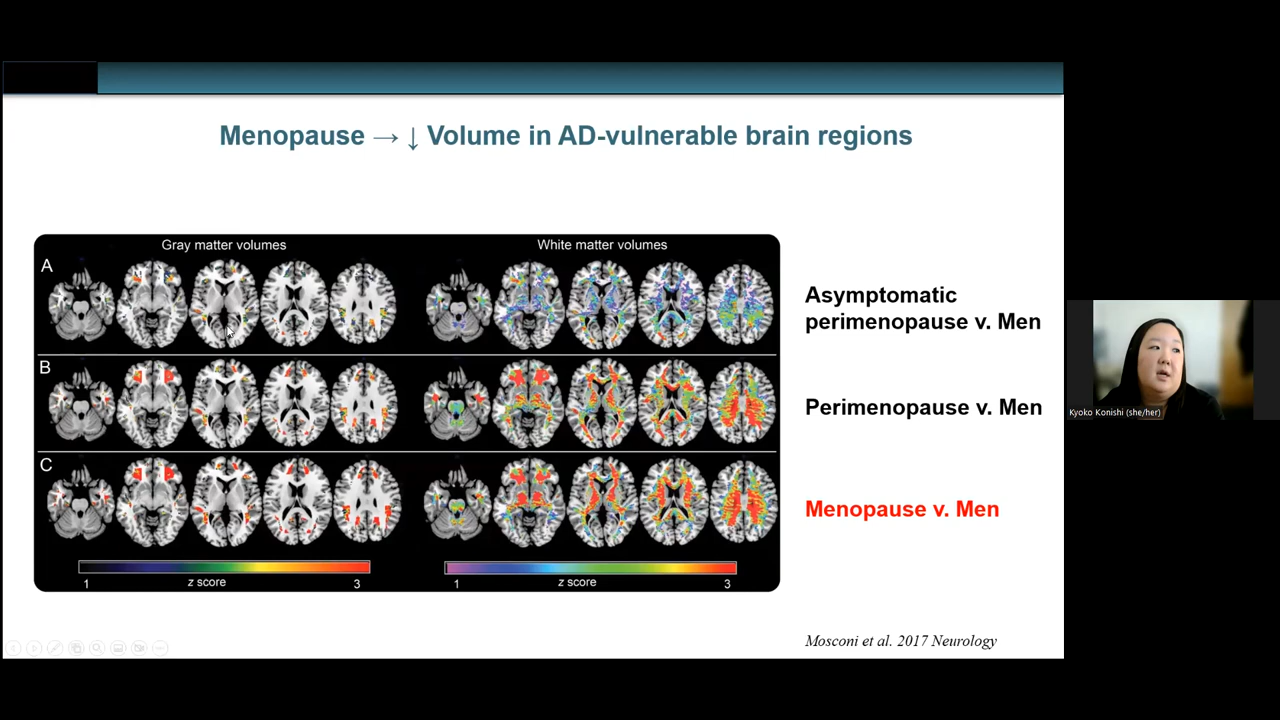 Menopause → ↓ Volume in AD-vulnerable brain regions
Gray matter volumes
White matter volumes
A
Asymptomatic
perimenopause v. Men
B
Perimenopause v. Men
C
Menopause v. Men
1 z score 3
1 z score 3
Mosconi et al. 2017 Neurology
Kyoko Konishi (she/her)